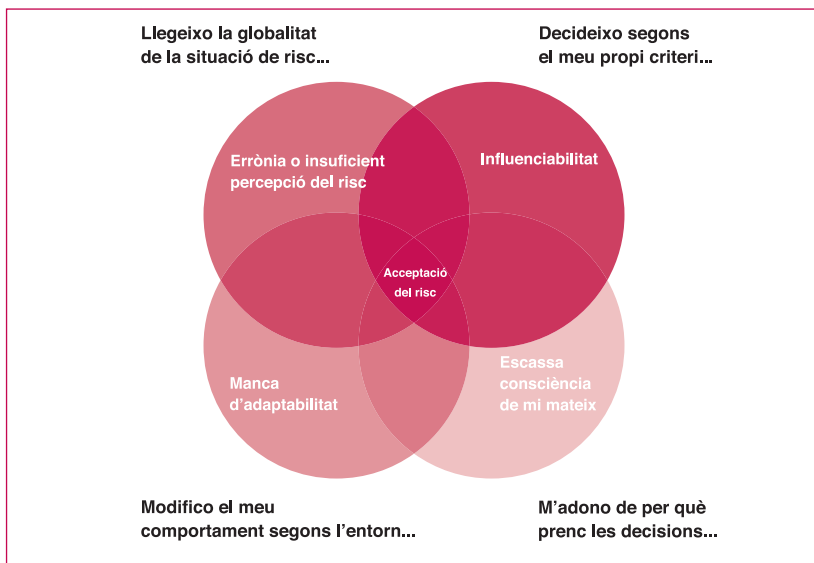 Llegeixo la globalitat
de la situació de risc...
Decideixo segons
el meu propi criteri...
Errònia o insuficient
percepció del risc
Influenciabilitat
Acceptació
del risc
Manca
d’adaptabilitat
Escassa
consciència
de mi mateix
Modifico el meu
comportament segons l’entorn...
M’adono de per què
prenc les decisions...